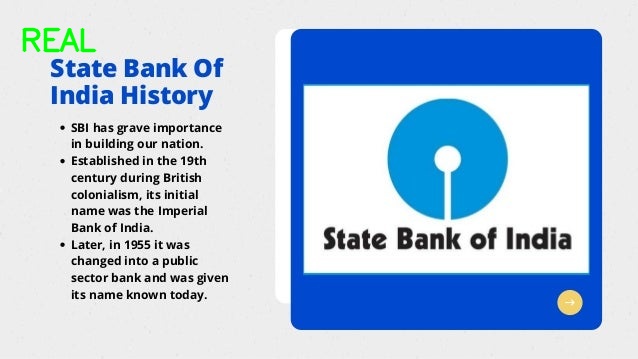 REAL
State Bank Of
India History
• SBI has grave importance
in building our nation.
• Established in the 19th
century during British
colonialism, its initial
name was the Imperial
Bank of India.
• Later, in 1955 it was
changed into a public
sector bank and was given
its name known today.
State Bank of India